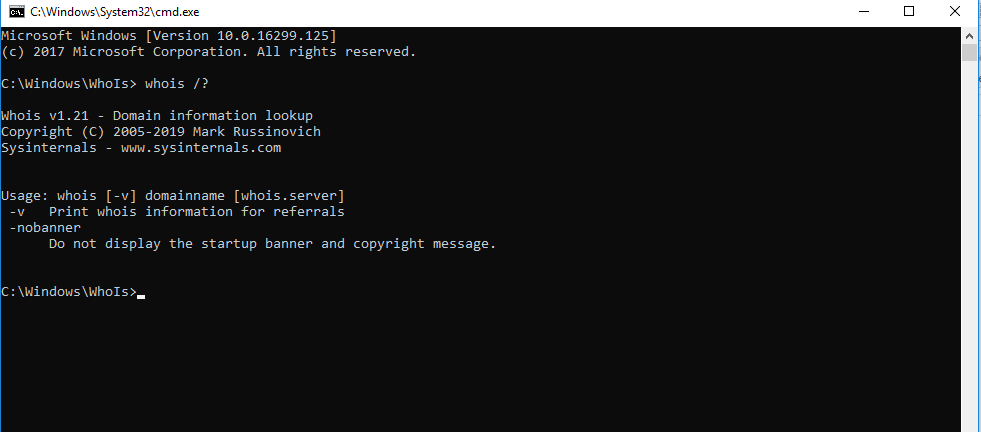 C:\Windows\System32\cmd.exe
Microsoft Windows [Version 10.0.16299.125]
(c) 2017 Microsoft Corporation. All rights reserved.
C:\Windows\WhoIs> whois /?
Whois v1.21 - Domain information lookup
Copyright (C) 2005-2019 Mark Russinovich
Sysinternals - www.sysinternals.com
Usage: whois [-v] domainname [whois.server]
-v   Print whois information for referrals
-nobanner
Do not display the startup banner and copyright message.
C:\Windows\WhoIs>